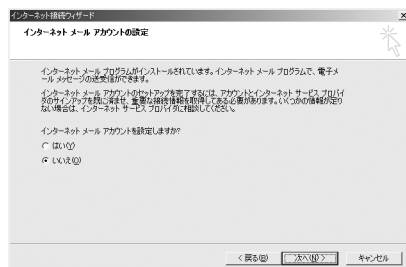 インターネット接続ウィザード
インターネット メール アカウントの設定
インターネット メール プログラムがインストールされています。インターネット メール プログラムで、電子メ
ール メッセージの送受信ができます。
インターネット メール アカウントのセットアップを完了するには、アカウントとインターネット サービス プロバイ
ダのサインアップを既に済ませ、重要な接続情報を取得してある必要があります。いくつかの情報が足り
ない場合は、インターネット サービス プロバイダに相談してください。
インターネット メール アカウントを設定しますか?
はい(Y)
いいえ(O)
< 戻る(B)
次へ(N) >
キャンセル